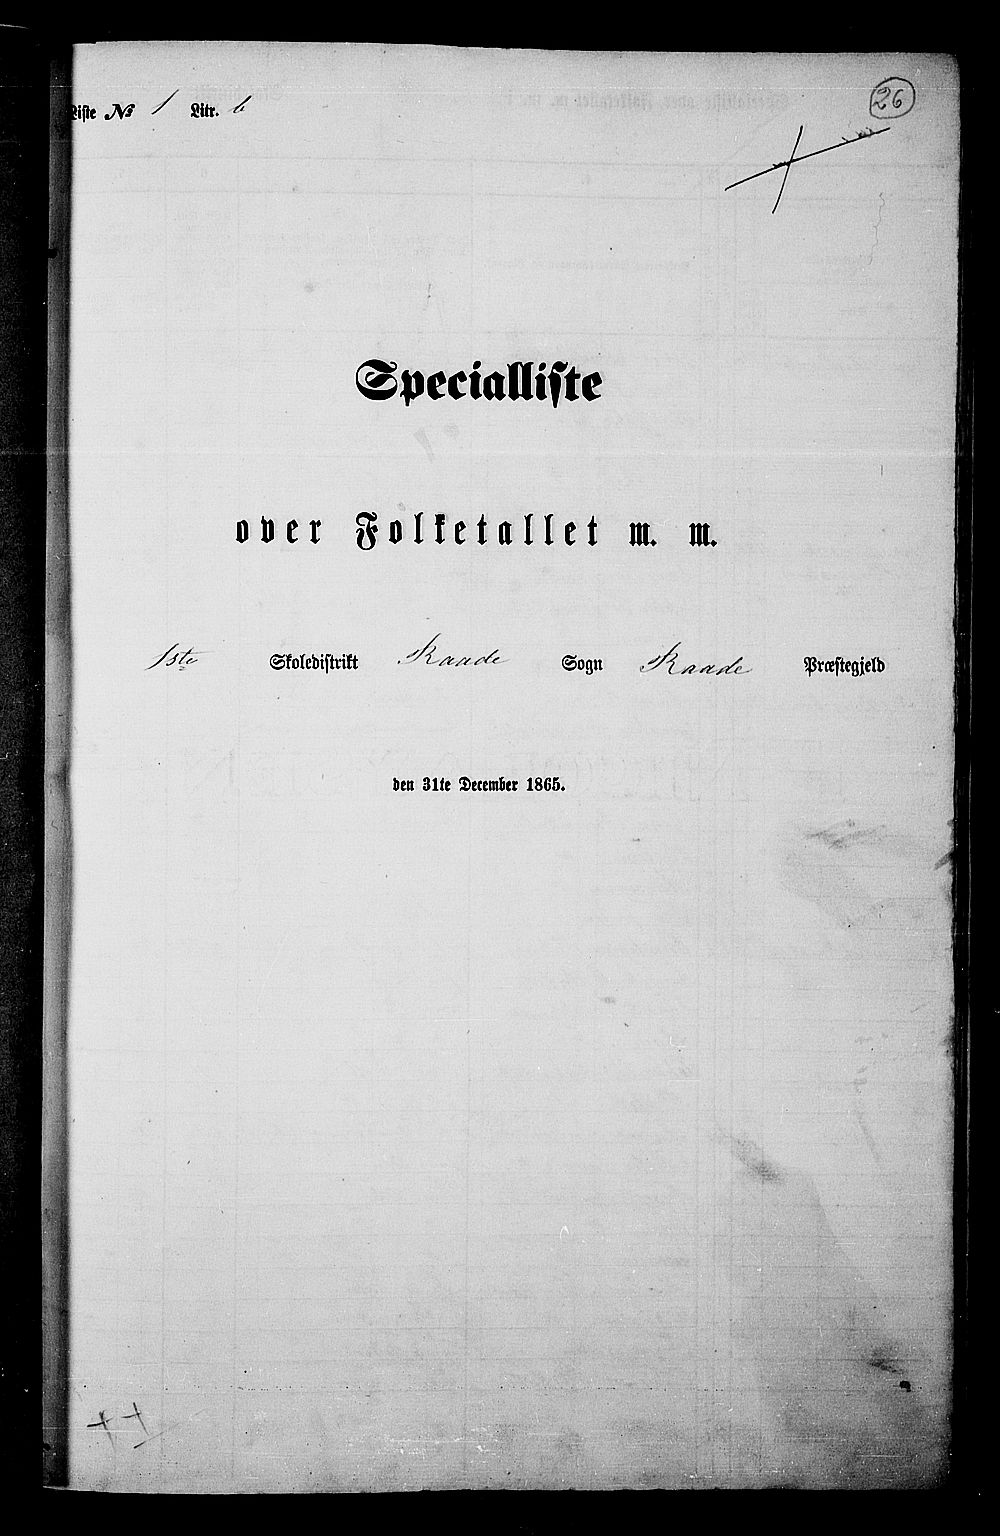 Liste № 1 Litr. b
26
Specialliste
over Folketallet m. m.
1ste Skoledistrikt Raade Sogn Raade Præstegjeld
den 31te December 1865.